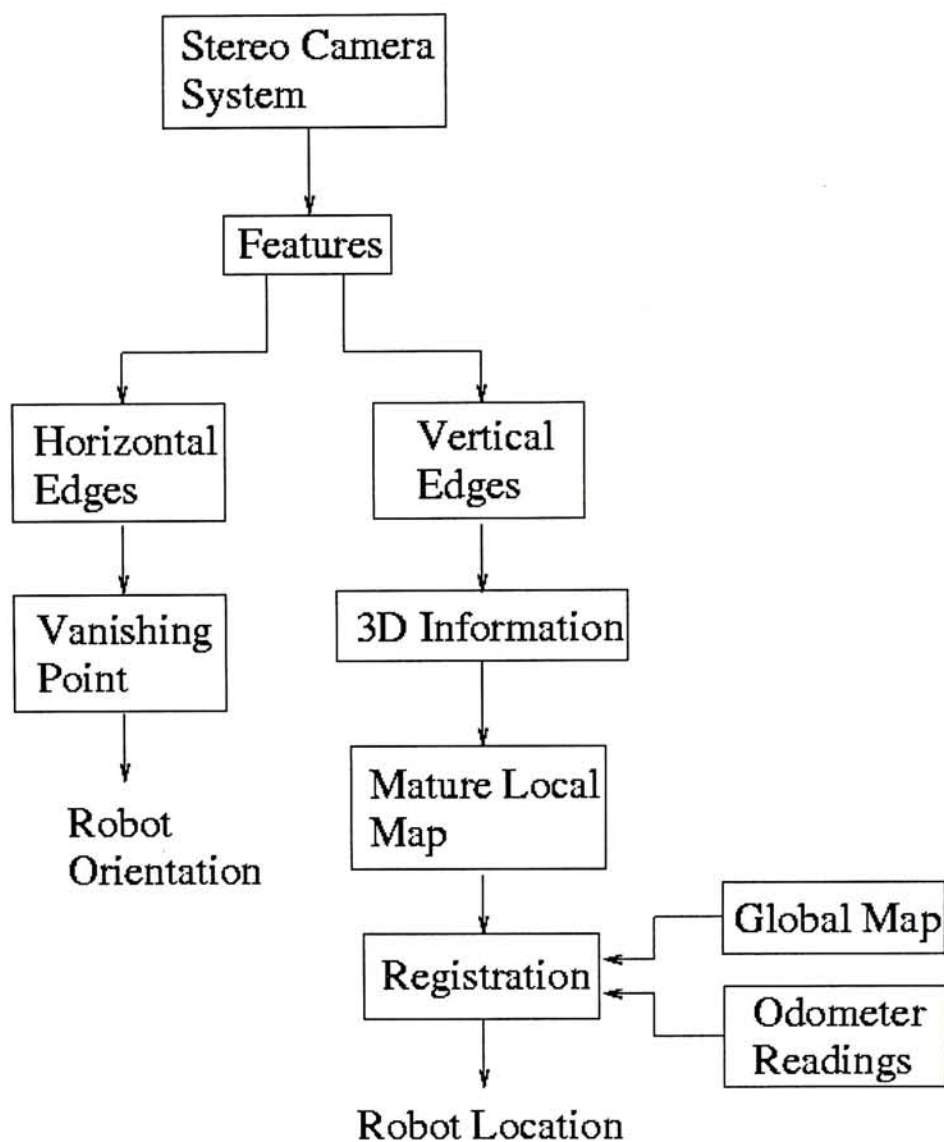 Stereo Camera
System
Features
Horizontal
Edges
Vertical
Edges
Vanishing
Point
3D Information
Robot
Orientation
Mature Local
Map
Global Map
Registration
Odometer
Readings
Robot Location